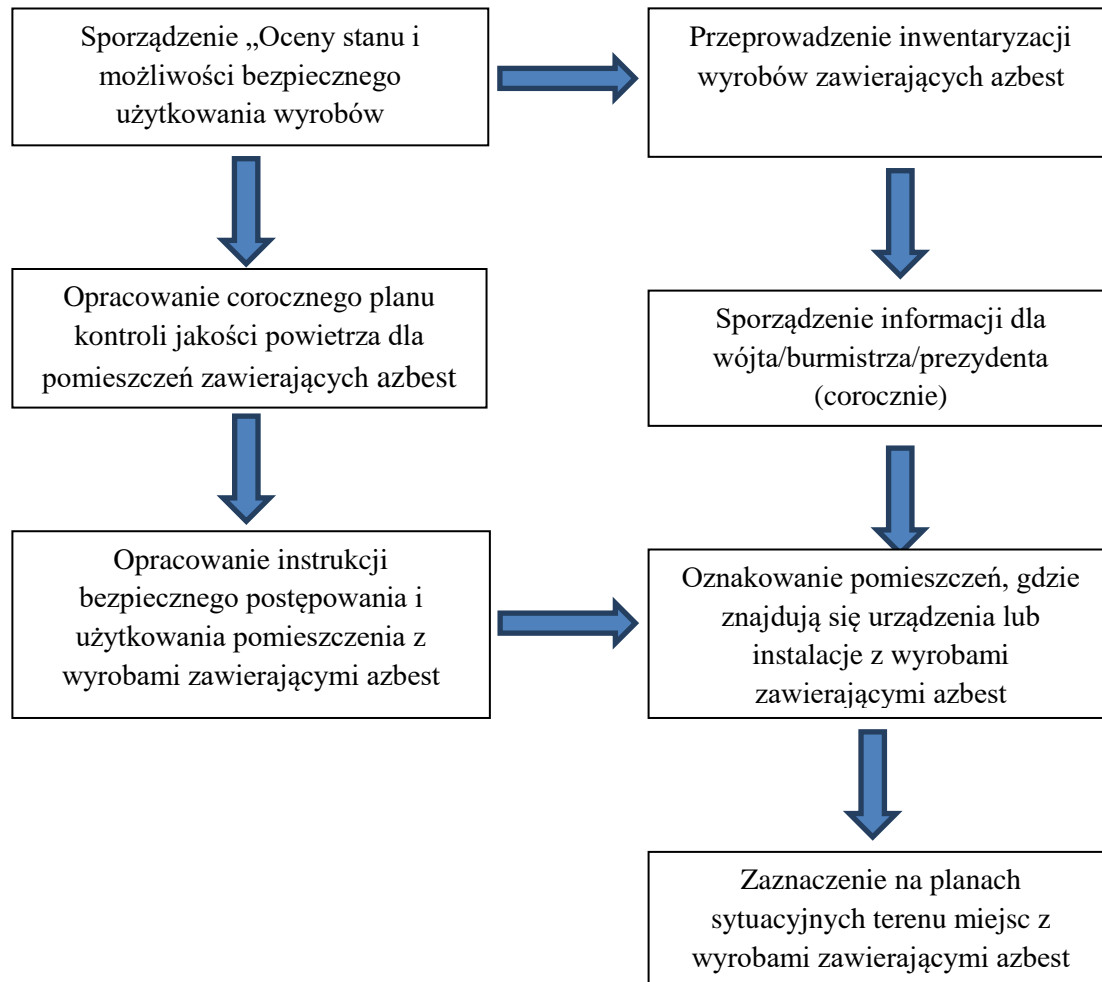 Sporządzenie „Oceny stanu i
możliwości bezpiecznego
użytkowania wyrobów
Przeprowadzenie inwentaryzacji
wyrobów zawierających azbest
Opracowanie corocznego planu
kontroli jakości powietrza dla
pomieszczeń zawierających azbest
Sporządzenie informacji dla
wójta/burmistrza/prezydenta
(corocznie)
Opracowanie instrukcji
bezpiecznego postępowania i
użytkowania pomieszczenia z
wyrobami zawierającymi azbest
Oznakowanie pomieszczeń, gdzie
znajdują się urządzenia lub
instalacje z wyrobami
zawierającymi azbest
Zaznaczenie na planach
sytuacyjnych terenu miejsc z
wyrobami zawierającymi azbest